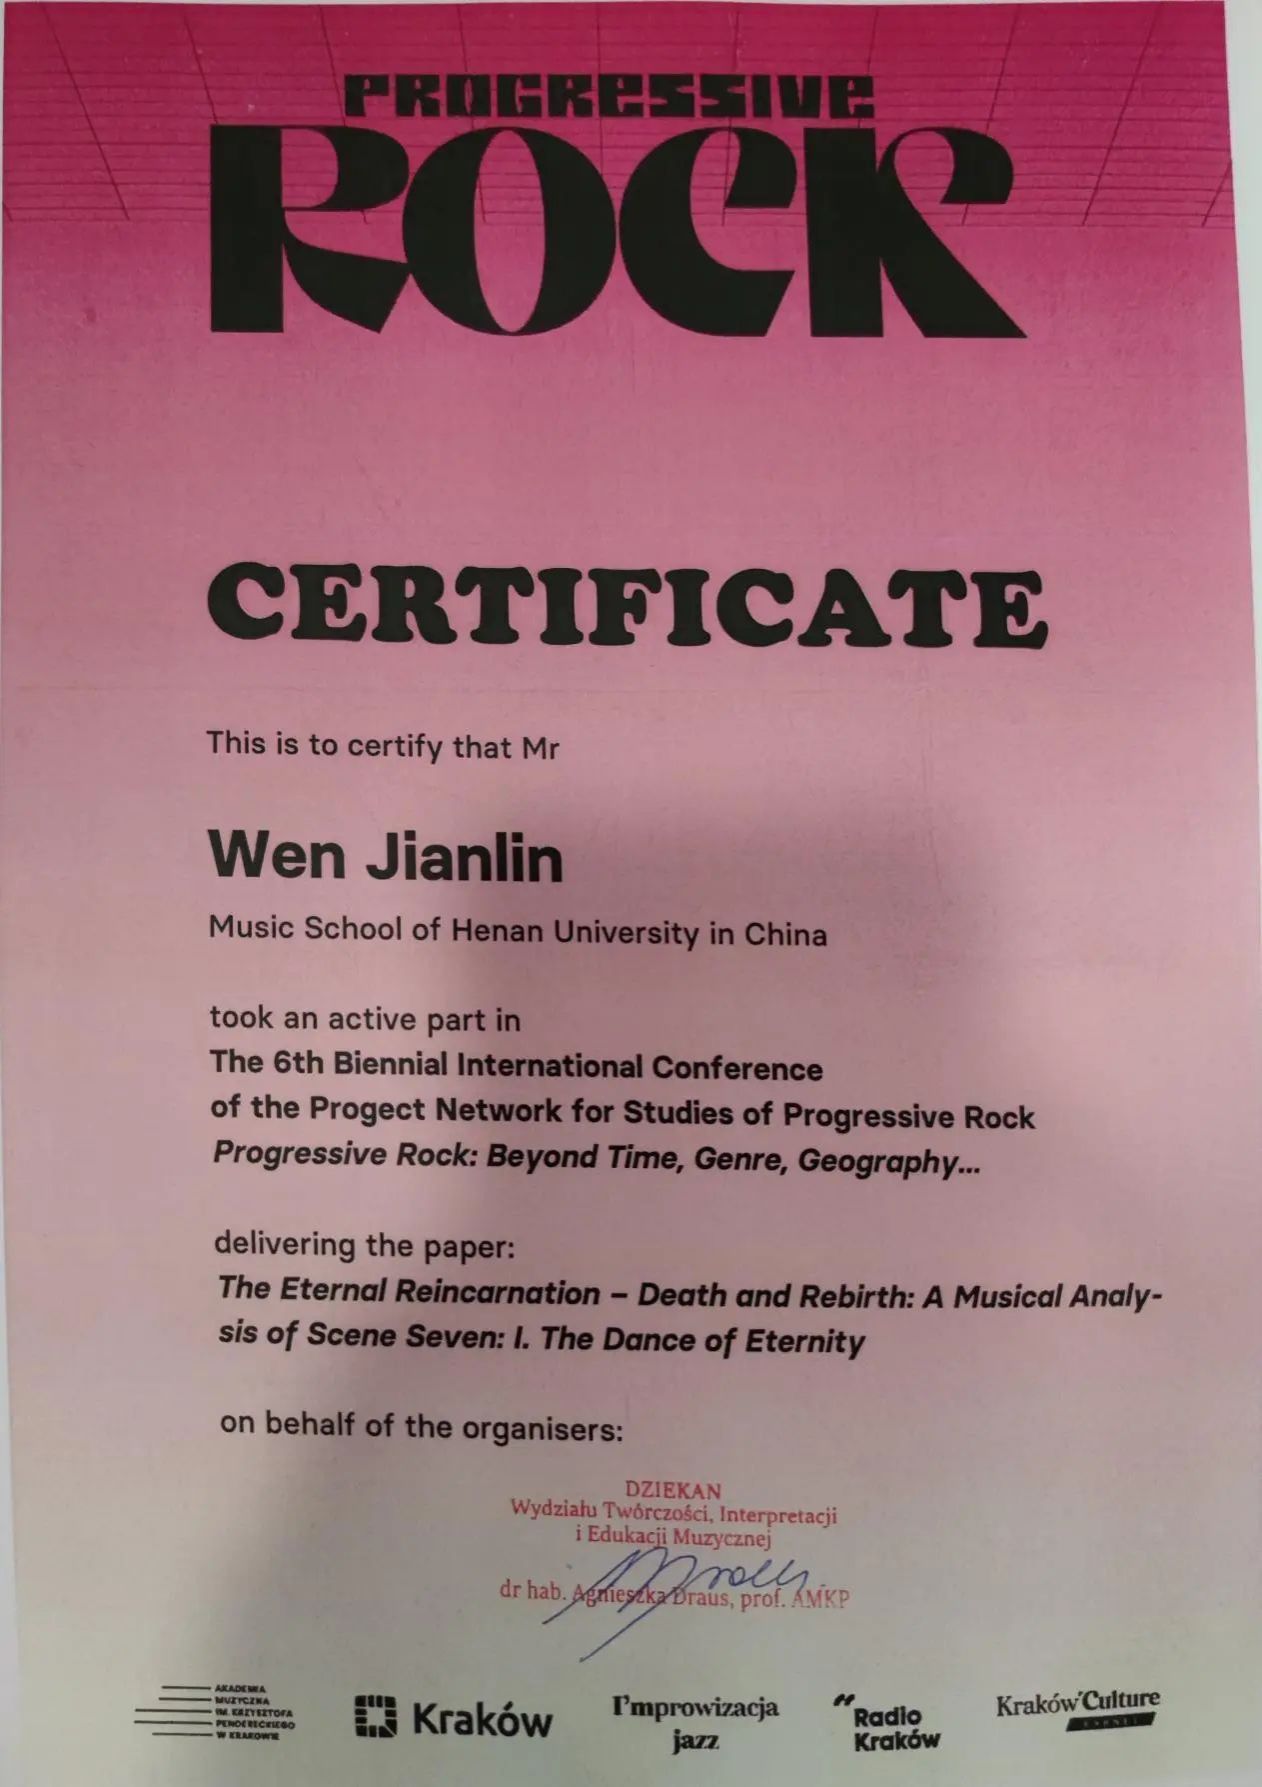 PROGRESSIVE
ROCK
CERTIFICATE
This is to certify that Mr
Wen Jianlin
Music School of Henan University in China
took an active part in
The 6th Biennial International Conference
of the Progect Network for Studies of Progressive Rock
Progressive Rock: Beyond Time, Genre, Geography...
delivering the paper:
The Eternal Reincarnation – Death and Rebirth: A Musical Analy-
sis of Scene Seven: I. The Dance of Eternity
on behalf of the organisers:
DZIEKAN
Wydziału Twórczości, Interpretacji
i Edukacji Muzycznej
dr hab. Agnieszka Draus, prof. AMKP
AKADEMIA
MUZYCZNA
IM. KRZYSZTOFA
PENDERECKIEGO
W KRAKOWIE
Kraków
I'mprowizacja
jazz
Radio
Kraków
Kraków Culture